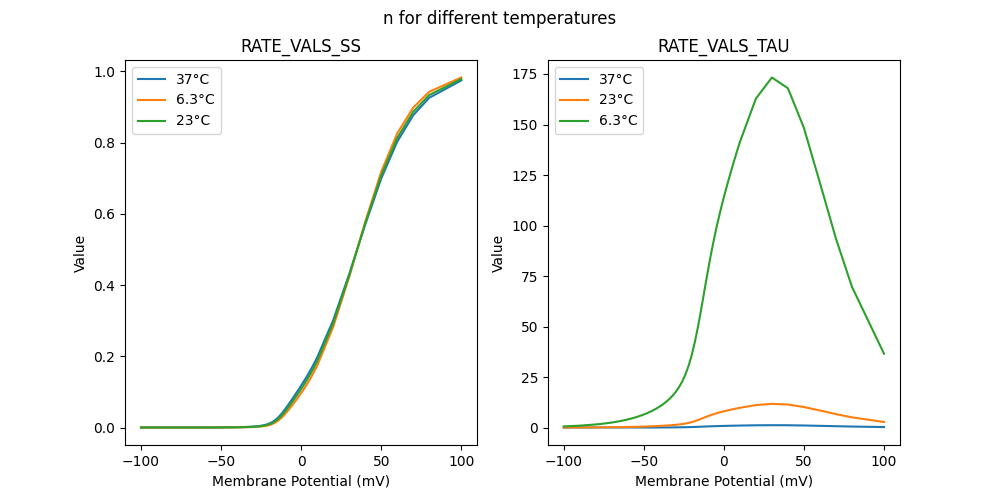 n for different temperatures
RATE_VALS_SS
37°C
6.3°C
23°C
1.0
0.8
0.6
0.4
0.2
0.0
Value
−100
−50
0
50
100
Membrane Potential (mV)
RATE_VALS_TAU
37°C
23°C
6.3°C
175
150
125
100
75
50
25
0
Value
−100
−50
0
50
100
Membrane Potential (mV)